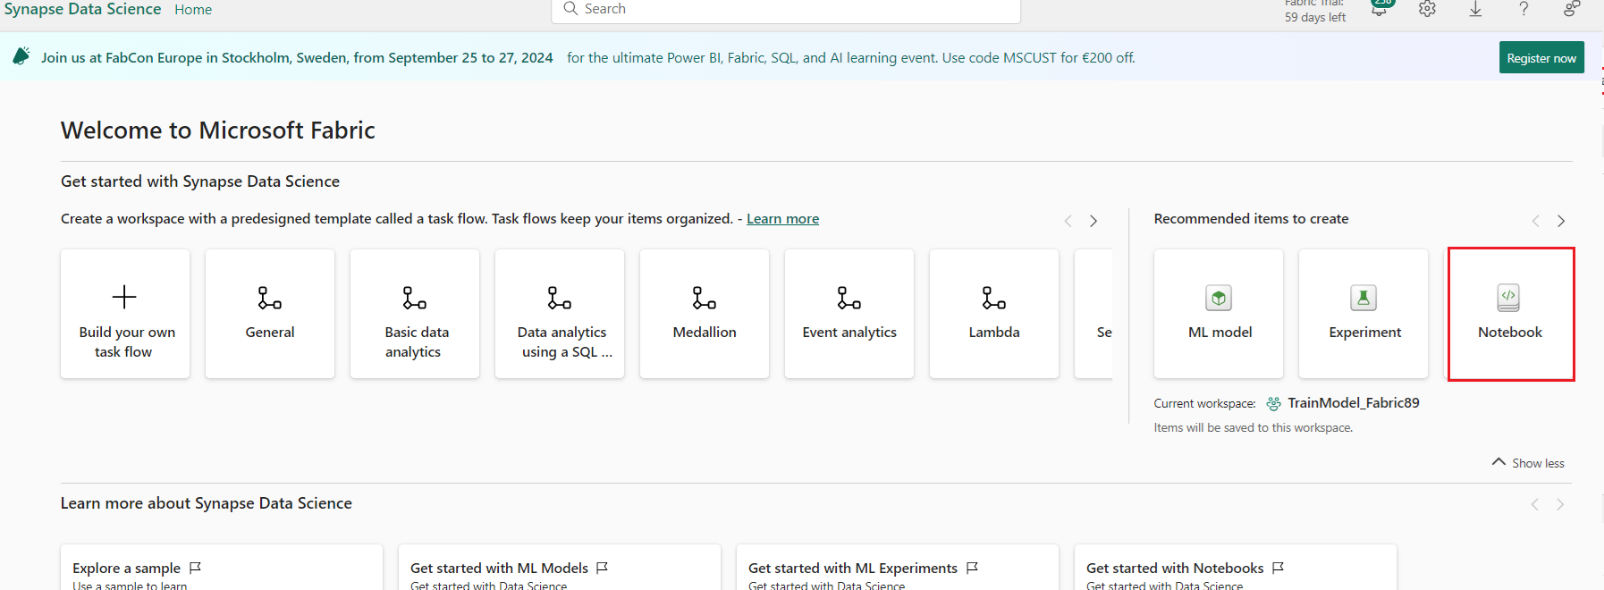 Synapse Data Science Home
Search
Fabric Trial:
59 days left
Join us at FabCon Europe in Stockholm, Sweden, from September 25 to 27, 2024 for the ultimate Power BI, Fabric, SQL, and AI learning event. Use code MSCUST for €200 off.
Register now
Welcome to Microsoft Fabric
Get started with Synapse Data Science
Create a workspace with a predesigned template called a task flow. Task flows keep your items organized. - Learn more
Recommended items to create
Build your own
task flow
General
Basic data
analytics
Data analytics
using a SQL ...
Medallion
Event analytics
Lambda
Se
ML model
Experiment
Notebook
Current workspace: TrainModel_Fabric89
Items will be saved to this workspace.
Show less
Learn more about Synapse Data Science
Explore a sample
Use a sample to learn
Get started with ML Models
Get started with Data Science
Get started with ML Experiments
Get started with Data Science
Get started with Notebooks
Get started with Data Science